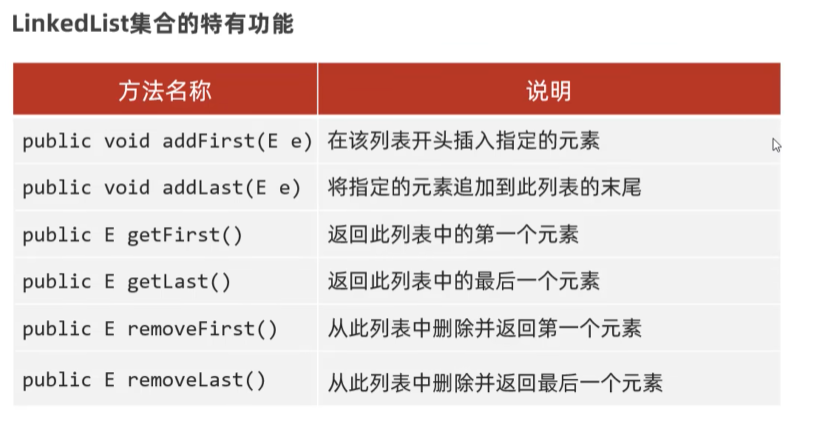 LinkedList集合的特有功能
方法名称 说明
public void addFirst(E e) 在该列表开头插入指定的元素
public void addLast(E e) 将指定的元素追加到此列表的末尾
public E getFirst() 返回此列表中的第一个元素
public E getLast() 返回此列表中的最后一个元素
public E removeFirst() 从此列表中删除并返回第一个元素
public E removeLast() 从此列表中删除并返回最后一个元素